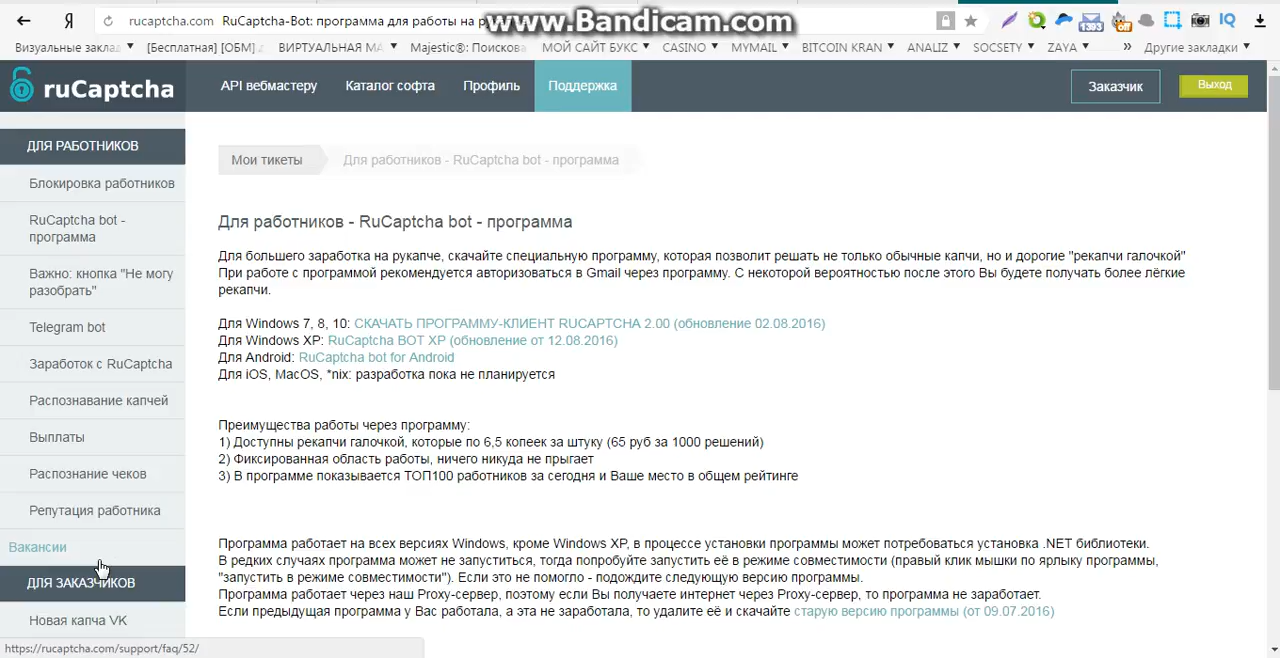 rucaptcha.com RuCaptcha-Bot: программа для работы на р
www.Bandicam.com
1393
off
IQ
Визуальные заклад
[Бесплатная] [ОБМ]
ВИРТУАЛЬНАЯ МА
Majestic®: Поискова
МОЙ САЙТ БУКС
CASINO
MYMAIL
BITCOIN KRAN
ANALIZ
SOCSETY
ZAYA
»
Другие закладки
ruCaptcha
API вебмастеру
Каталог софта
Профиль
Поддержка
Заказчик
Выход
ДЛЯ РАБОТНИКОВ
Блокировка работников
RuCaptcha bot -
программа
Важно: кнопка "Не могу
разобрать"
Telegram bot
Заработок с RuCaptcha
Распознавание капчей
Выплаты
Распознание чеков
Репутация работника
Вакансии
ДЛЯ ЗАКАЗЧИКОВ
Новая капча VK
Мои тикеты
Для работников - RuCaptcha bot - программа
Для работников - RuCaptcha bot - программа
Для большего заработка на рукапче, скачайте специальную программу, которая позволит решать не только обычные капчи, но и дорогие "рекапчи галочкой"
При работе с программой рекомендуется авторизоваться в Gmail через программу. С некоторой вероятностью после этого Вы будете получать более лёгкие
рекапчи.
Для Windows 7, 8, 10: СКАЧАТЬ ПРОГРАММУ-КЛИЕНТ RUCAPTCHA 2.00 (обновление 02.08.2016)
Для Windows XP: RuCaptcha BOT XP (обновление от 12.08.2016)
Для Android: RuCaptcha bot for Android
Для iOS, MacOS, *nix: разработка пока не планируется
Преимущества работы через программу:
1) Доступны рекапчи галочкой, которые по 6,5 копеек за штуку (65 руб за 1000 решений)
2) Фиксированная область работы, ничего никуда не прыгает
3) В программе показывается ТОП100 работников за сегодня и Ваше место в общем рейтинге
Программа работает на всех версиях Windows, кроме Windows XP, в процессе установки программы может потребоваться установка .NET библиотеки.
В редких случаях программа может не запуститься, тогда попробуйте запустить её в режиме совместимости (правый клик мышки по ярлыку программы,
"запустить в режиме совместимости"). Если это не помогло - подождите следующую версию программы.
Программа работает через наш Proxy-сервер, поэтому если Вы получаете интернет через Proxy-сервер, то программа не заработает.
Если предыдущая программа у Вас работала, а эта не заработала, то удалите её и скачайте старую версию программы (от 09.07.2016)
https://rucaptcha.com/support/faq/52/